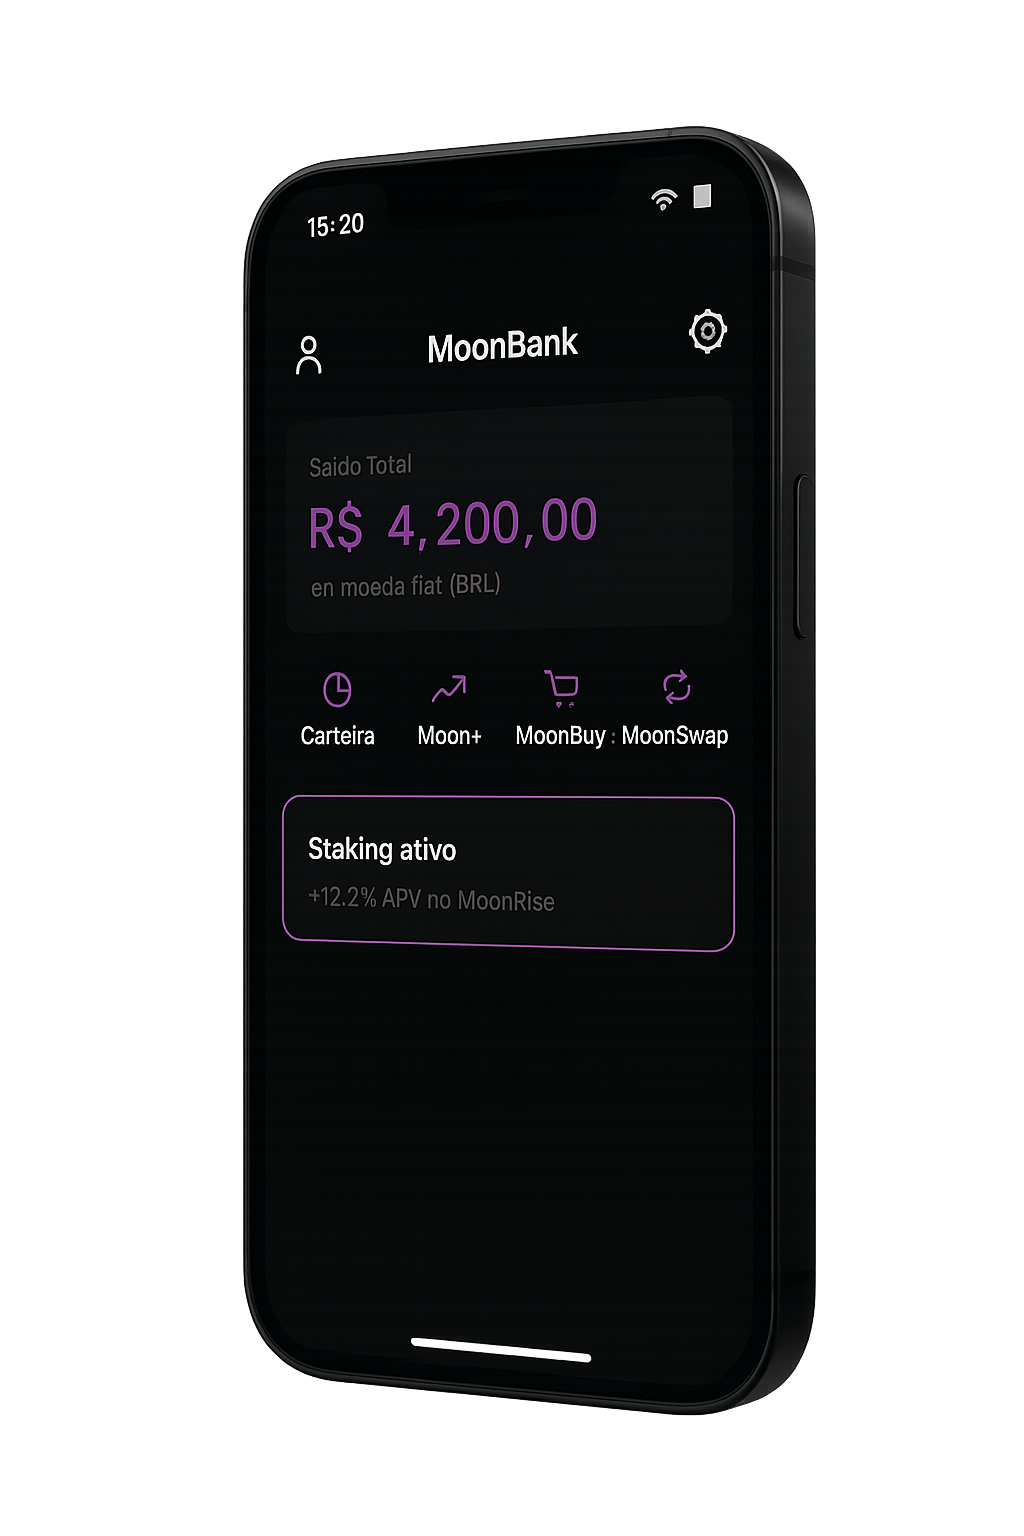 15:20
MoonBank
Saido Total
R$ 4,200,00
en moeda fiat (BRL)
Carteira Moon+ MoonBuy : MoonSwap
Staking ativo
+12.2% APV no MoonRise